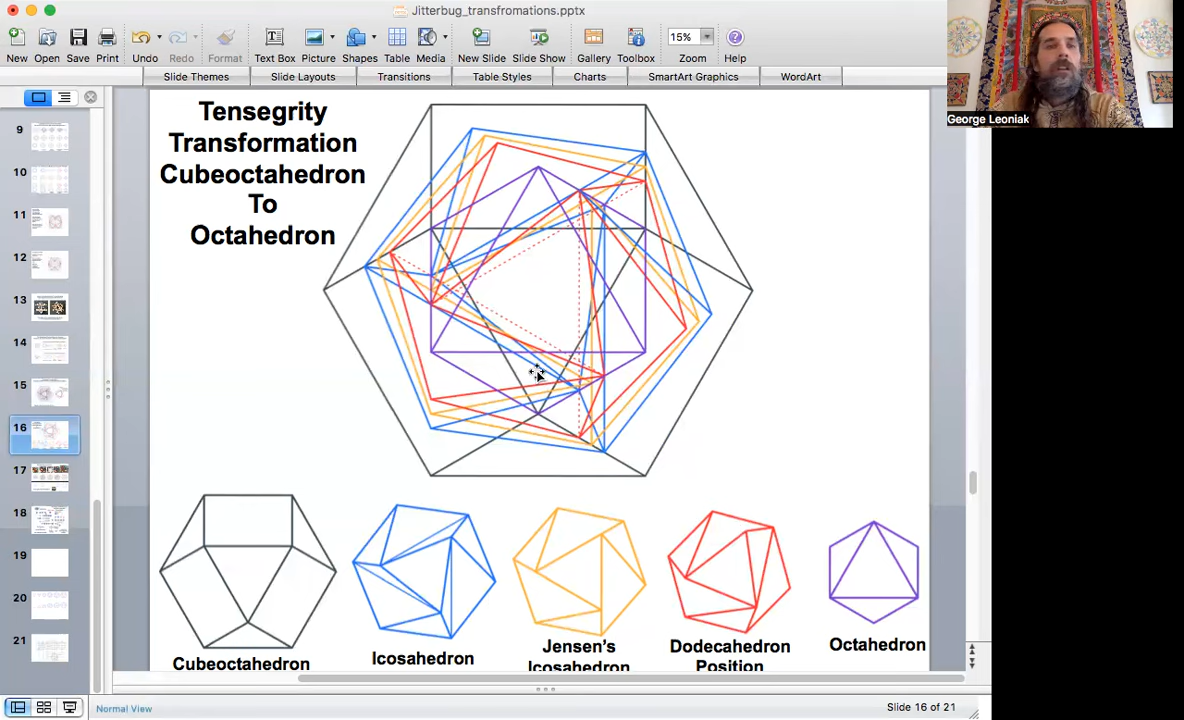 Jitterbug_transfromations.pptx
New Open Save Print Undo Redo Format Text Box Picture Shapes Table Media New Slide Slide Show Gallery Toolbox 15% Zoom Help
Slide Themes Slide Layouts Transitions Table Styles Charts SmartArt Graphics WordArt
George Leoniak
9
10
11
12
13
14
15
16
17
18
19
20
21
Tensegrity
Transformation
Cubeoctahedron
To
Octahedron
Cubeoctahedron
Icosahedron
Jensen's
Icosahedron
Dodecahedron
Position
Octahedron
Normal View
Slide 16 of 21